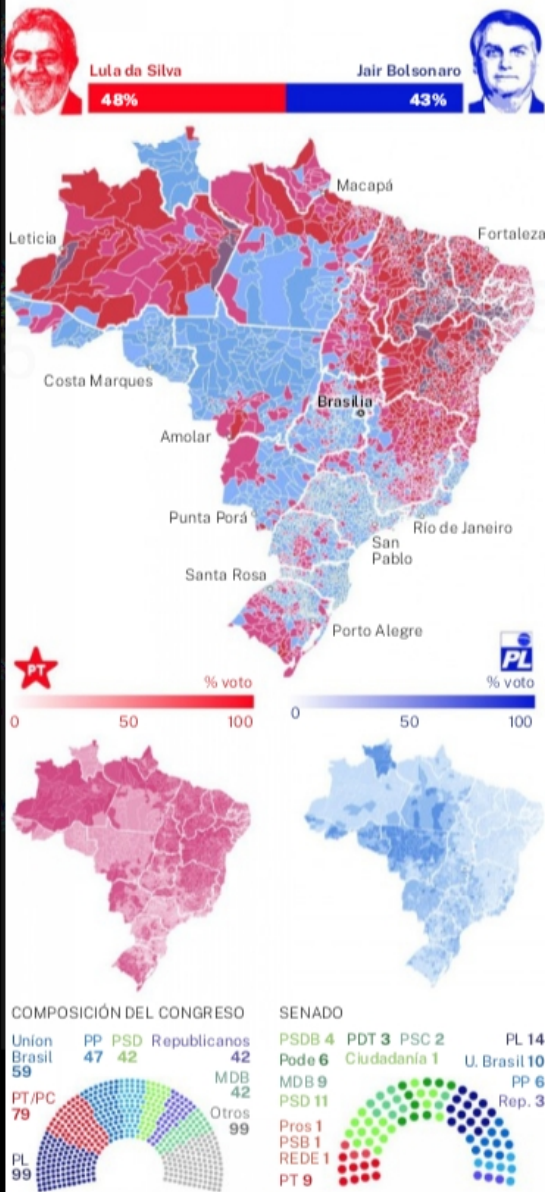 Lula da Silva
Jair Bolsonaro
48%
43%
Macapá
Leticia
Fortaleza
Costa Marques
Brasilia
Amolar
Punta Porá
Río de Janeiro
San
Pablo
Santa Rosa
Porto Alegre
PT
PL
% voto
% voto
0 50 100
0 50 100
COMPOSICIÓN DEL CONGRESO
Unión
Brasil
59
PP
47
PSD
42
Republicanos
42
MDB
42
Otros
99
PT/PC
79
PL
99
SENADO
PSDB 4 PDT 3 PSC 2 PL 14
Pode 6 Ciudadanía 1 U. Brasil 10
MDB 9 PP 6
PSD 11 Rep. 3
Pros 1
PSB 1
REDE 1
PT 9